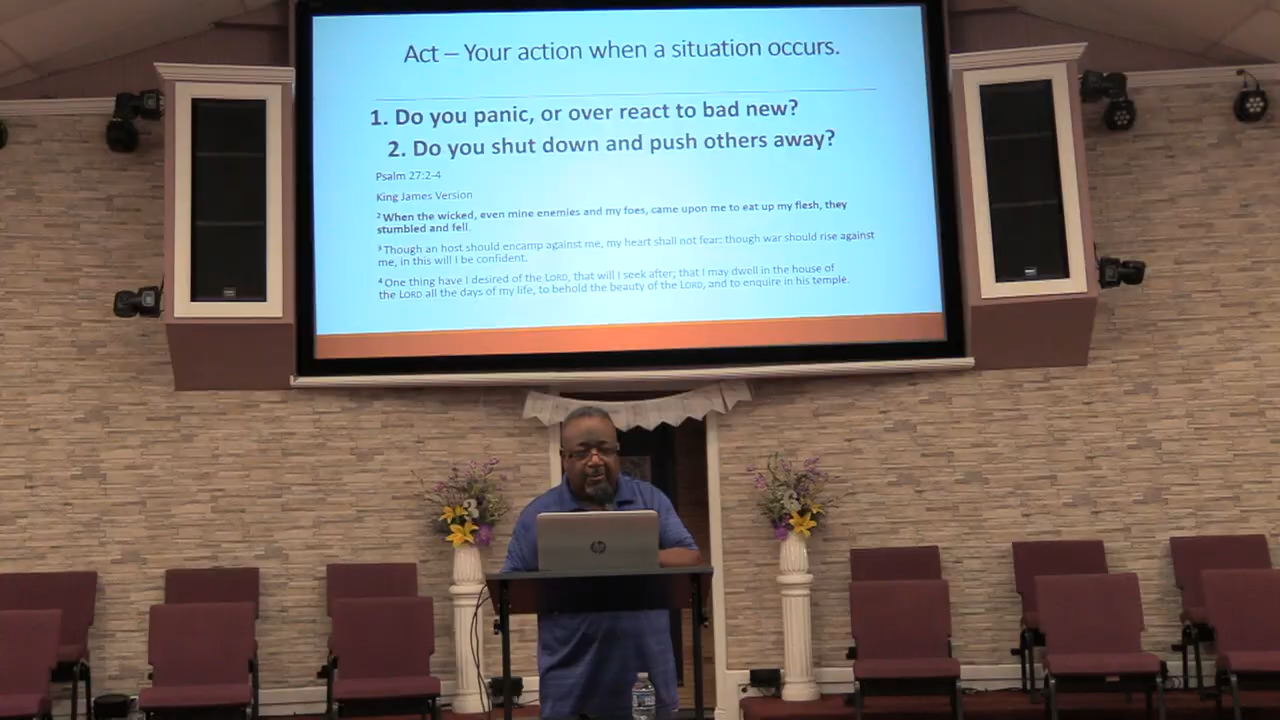 Act – Your action when a situation occurs.
1. Do you panic, or over react to bad new?
2. Do you shut down and push others away?
Psalm 27:2-4
King James Version
2 When the wicked, even mine enemies and my foes, came upon me to eat up my flesh, they
stumbled and fell.
3 Though an host should encamp against me, my heart shall not fear: though war should rise against
me, in this will I be confident.
4 One thing have I desired of the LORD, that will I seek after; that I may dwell in the house of
the LORD all the days of my life, to behold the beauty of the LORD, and to enquire in his temple.
hp